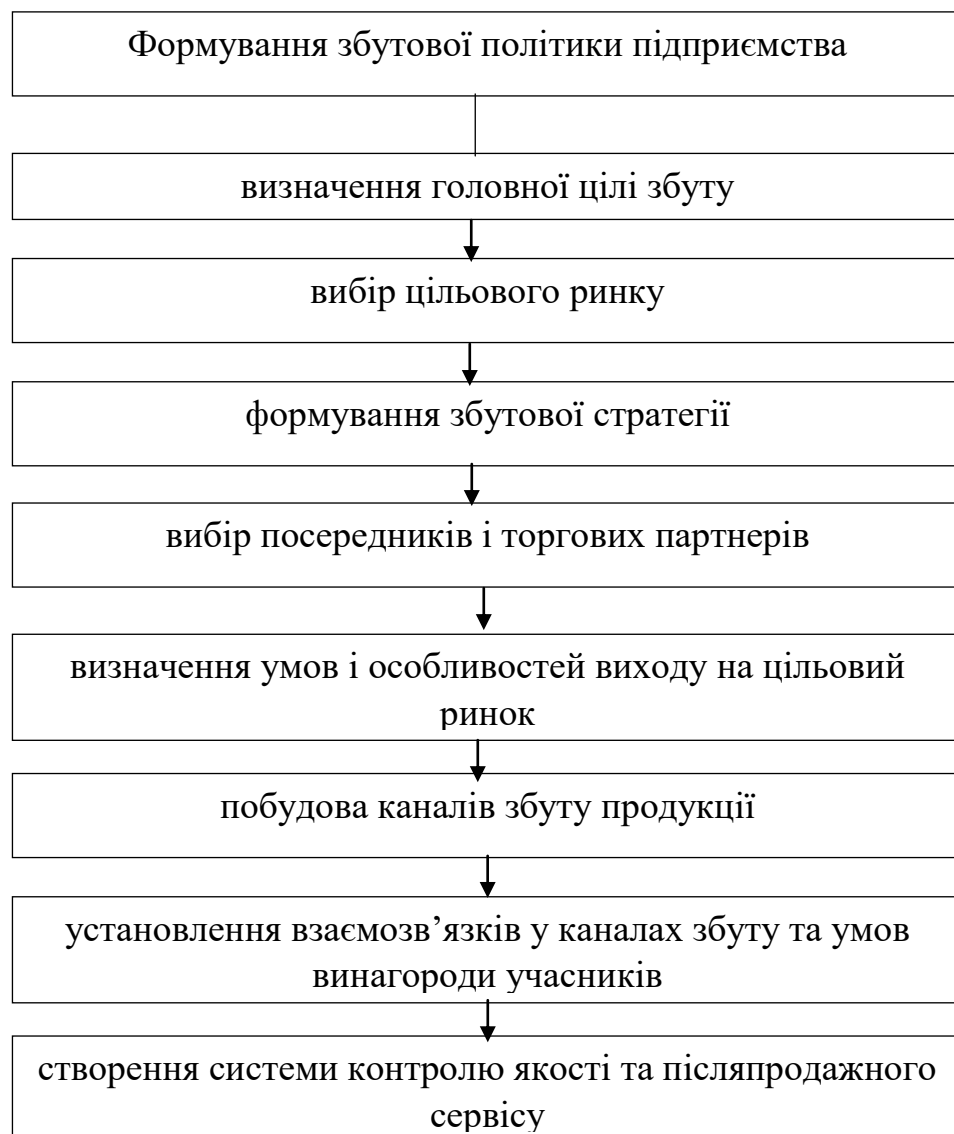 Формування збутової політики підприємства
визначення головної цілі збуту
вибір цільового ринку
формування збутової стратегії
вибір посередників і торгових партнерів
визначення умов і особливостей виходу на цільовий
ринок
побудова каналів збуту продукції
установлення взаємозв’язків у каналах збуту та умов
винагороди учасників
створення системи контролю якості та післяпродажного
сервісу